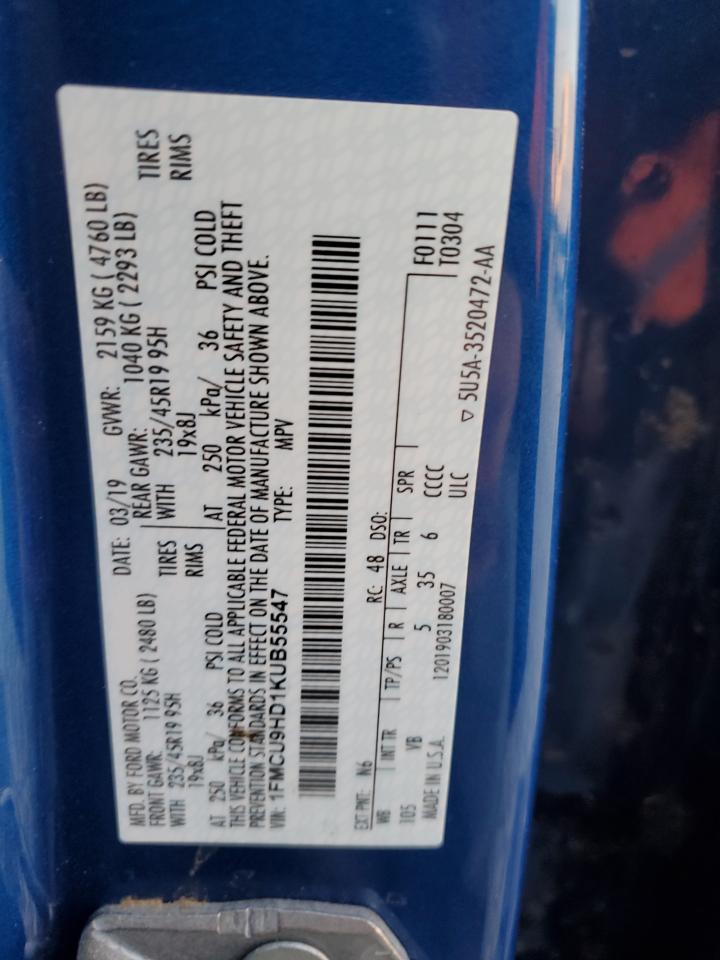 MFD. BY FORD MOTOR CO.
DATE: 03/19 GVWR: 2159 KG ( 4760 LB)
FRONT GAWR: 1125 KG ( 2480 LB)
REAR GAWR: 1040 KG ( 2293 LB)
WITH 235/45R19 95H TIRES
WITH 235/45R19 95H TIRES
19x8J RIMS
19x8J RIMS
AT 250 kPa/ 36 PSI COLD
AT 250 kPa/ 36 PSI COLD
THIS VEHICLE CONFORMS TO ALL APPLICABLE FEDERAL MOTOR VEHICLE SAFETY AND THEFT
PREVENTION STANDARDS IN EFFECT ON THE DATE OF MANUFACTURE SHOWN ABOVE.
VIN: 1FMCU9HD1KUB55547 TYPE: MPV
EXT PNT: N6 RC: 48 DSO:
WB INT TR TP/PS R AXLE TR SPR F0111
105 VB 5 35 6 CCCC T0304
MADE IN U.S.A. 1201903180007 ULC
▽ 5U5A-3520472-AA